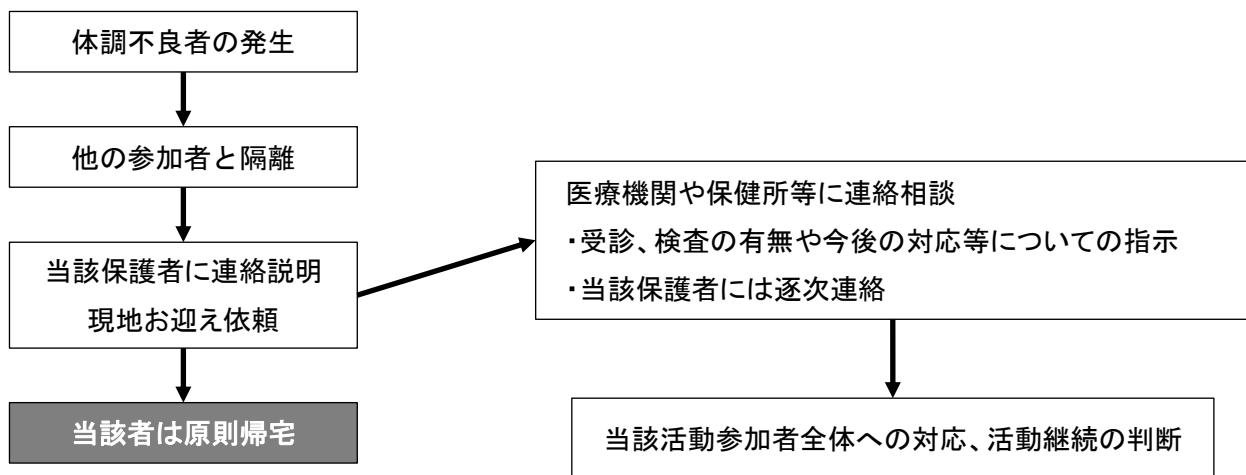 体調不良者の発生
他の参加者と隔離
当該保護者に連絡説明
現地お迎え依頼
当該者は原則帰宅
医療機関や保健所等に連絡相談
・受診、検査の有無や今後の対応等についての指示
・当該保護者には逐次連絡
当該活動参加者全体への対応、活動継続の判断